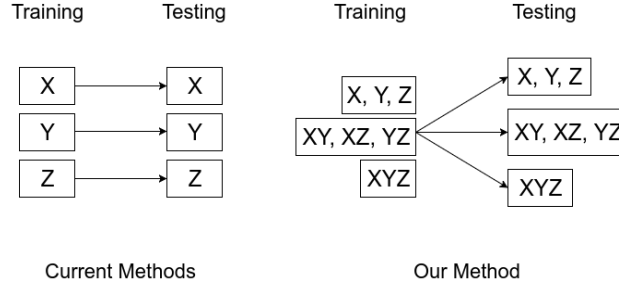 Training Testing Training Testing
X X
Y Y
Z Z
X, Y, Z
XY, XZ, YZ
XYZ
X, Y, Z
XY, XZ, YZ
XYZ
Current Methods Our Method